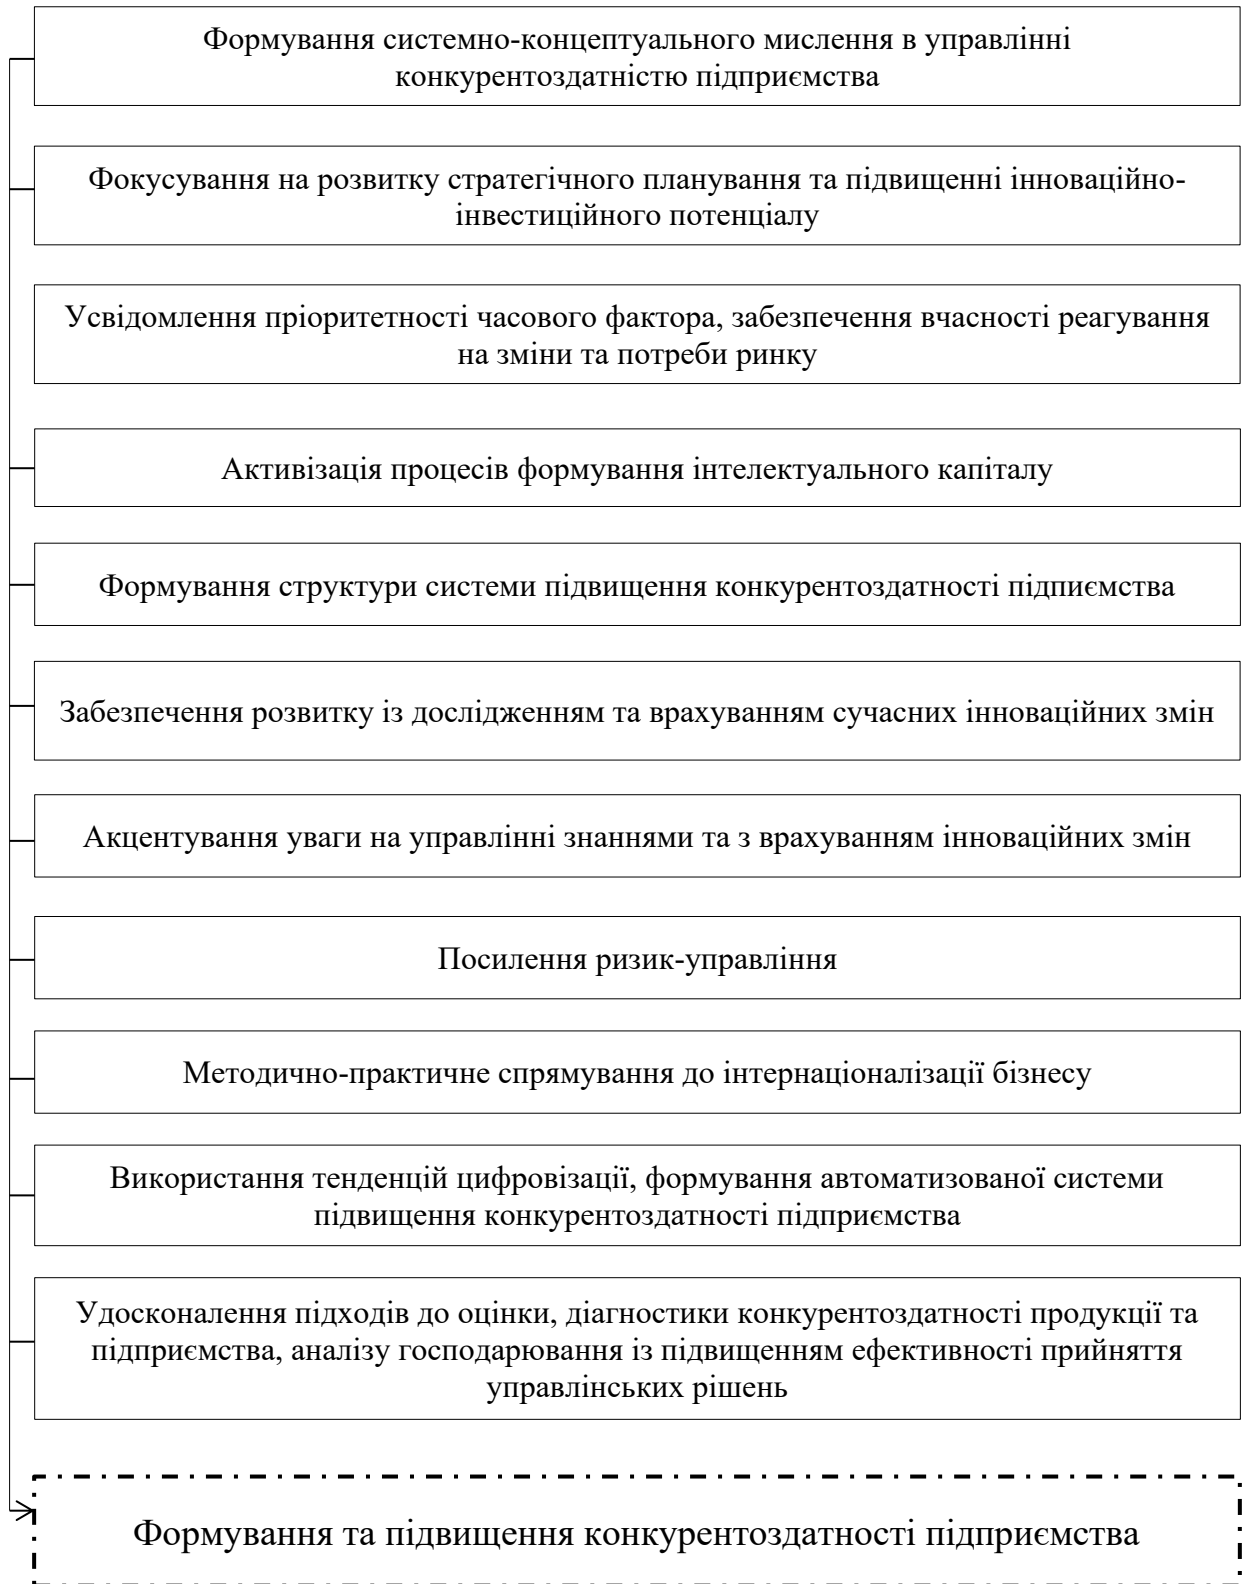 Формування системно-концептуального мислення в управлінні
конкурентоздатністю підприємства
Фокусування на розвитку стратегічного планування та підвищенні інноваційно-
інвестиційного потенціалу
Усвідомлення пріоритетності часового фактора, забезпечення вчасності реагування
на зміни та потреби ринку
Активізація процесів формування інтелектуального капіталу
Формування структури системи підвищення конкурентоздатності підпиємства
Забезпечення розвитку із дослідженням та врахуванням сучасних інноваційних змін
Акцентування уваги на управлінні знаннями та з врахуванням інноваційних змін
Посилення ризик-управління
Методично-практичне спрямування до інтернаціоналізації бізнесу
Використання тенденцій цифровізації, формування автоматизованої системи
підвищення конкурентоздатності підприємства
Удосконалення підходів до оцінки, діагностики конкурентоздатності продукції та
підприємства, аналізу господарювання із підвищенням ефективності прийняття
управлінських рішень
Формування та підвищення конкурентоздатності підприємства